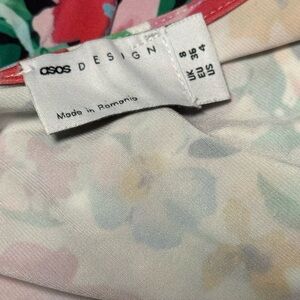 asos DESIGN
Made in Romania
8 36 4
UK EU US